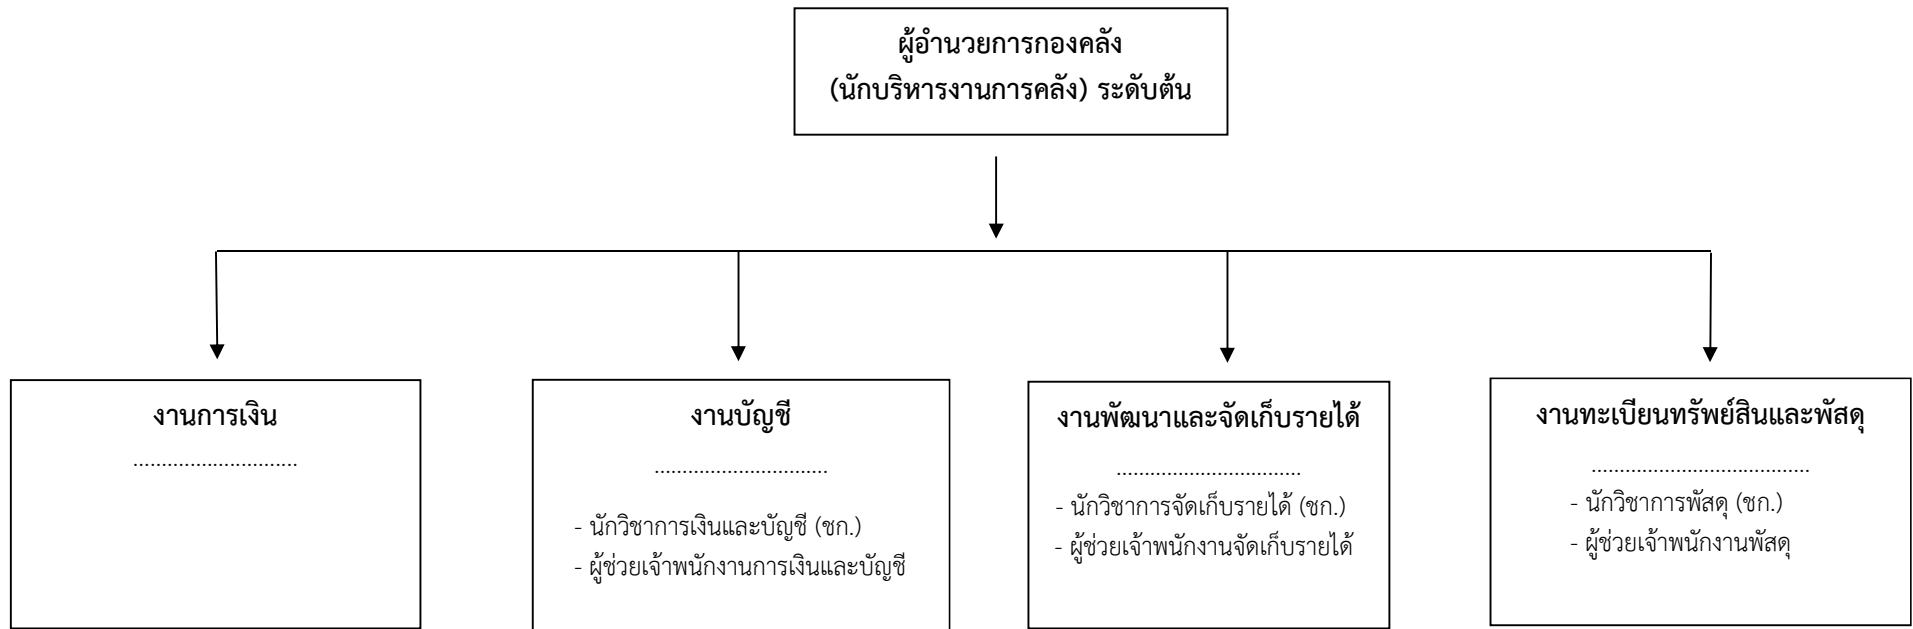 ผู้อำนวยการกองคลัง
(นักบริหารงานการคลัง) ระดับต้น
งานการเงิน
.............................
งานบัญชี
...............................
- นักวิชาการเงินและบัญชี (ชก.)
- ผู้ช่วยเจ้าพนักงานการเงินและบัญชี
งานพัฒนาและจัดเก็บรายได้
.................................
- นักวิชาการจัดเก็บรายได้ (ชก.)
- ผู้ช่วยเจ้าพนักงานจัดเก็บรายได้
งานทะเบียนทรัพย์สินและพัสดุ
.......................................
- นักวิชาการพัสดุ (ชก.)
- ผู้ช่วยเจ้าพนักงานพัสดุ